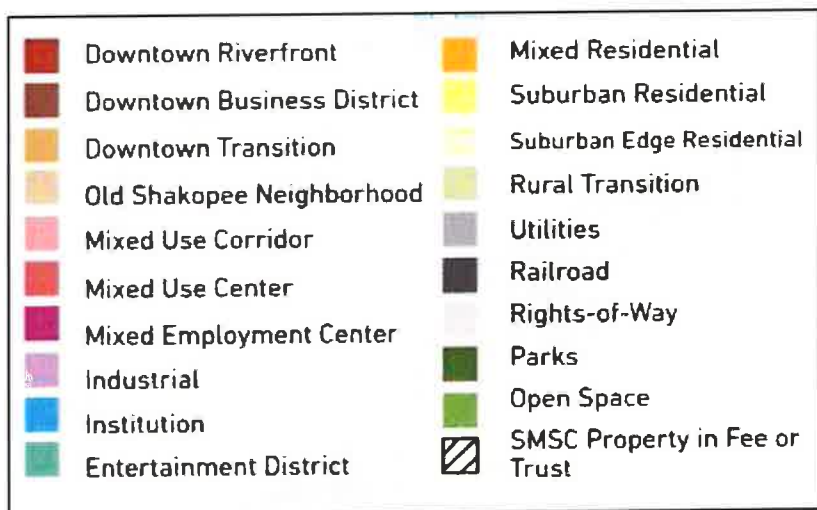 Downtown Riverfront
Downtown Business District
Downtown Transition
Old Shakopee Neighborhood
Mixed Use Corridor
Mixed Use Center
Mixed Employment Center
Industrial
Institution
Entertainment District
Mixed Residential
Suburban Residential
Suburban Edge Residential
Rural Transition
Utilities
Railroad
Rights-of-Way
Parks
Open Space
SMSC Property in Fee or
Trust